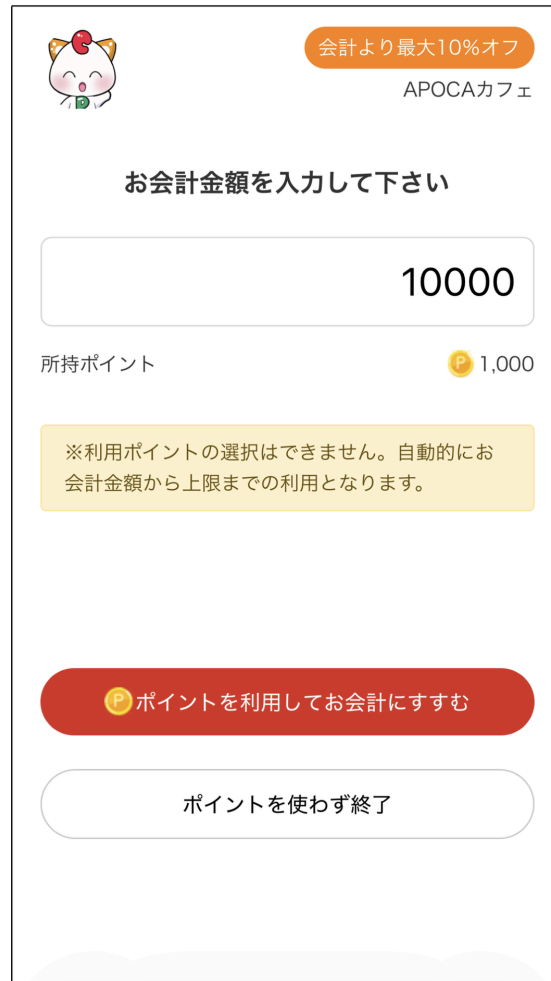 会計より最大10%オフ
APOCAカフェ
お会計金額を入力して下さい
10000
所持ポイント P 1,000
※利用ポイントの選択はできません。自動的にお
会計金額から上限までの利用となります。
Pポイントを利用してお会計にすすむ
ポイントを使わず終了